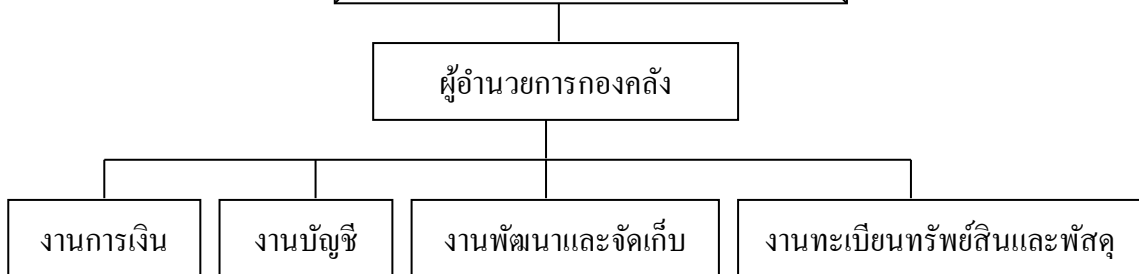 ผู้อำนวยการกองคลัง
งานการเงิน
งานบัญชี
งานพัฒนาและจัดเก็บ
งานทะเบียนทรัพย์สินและพัสดุ